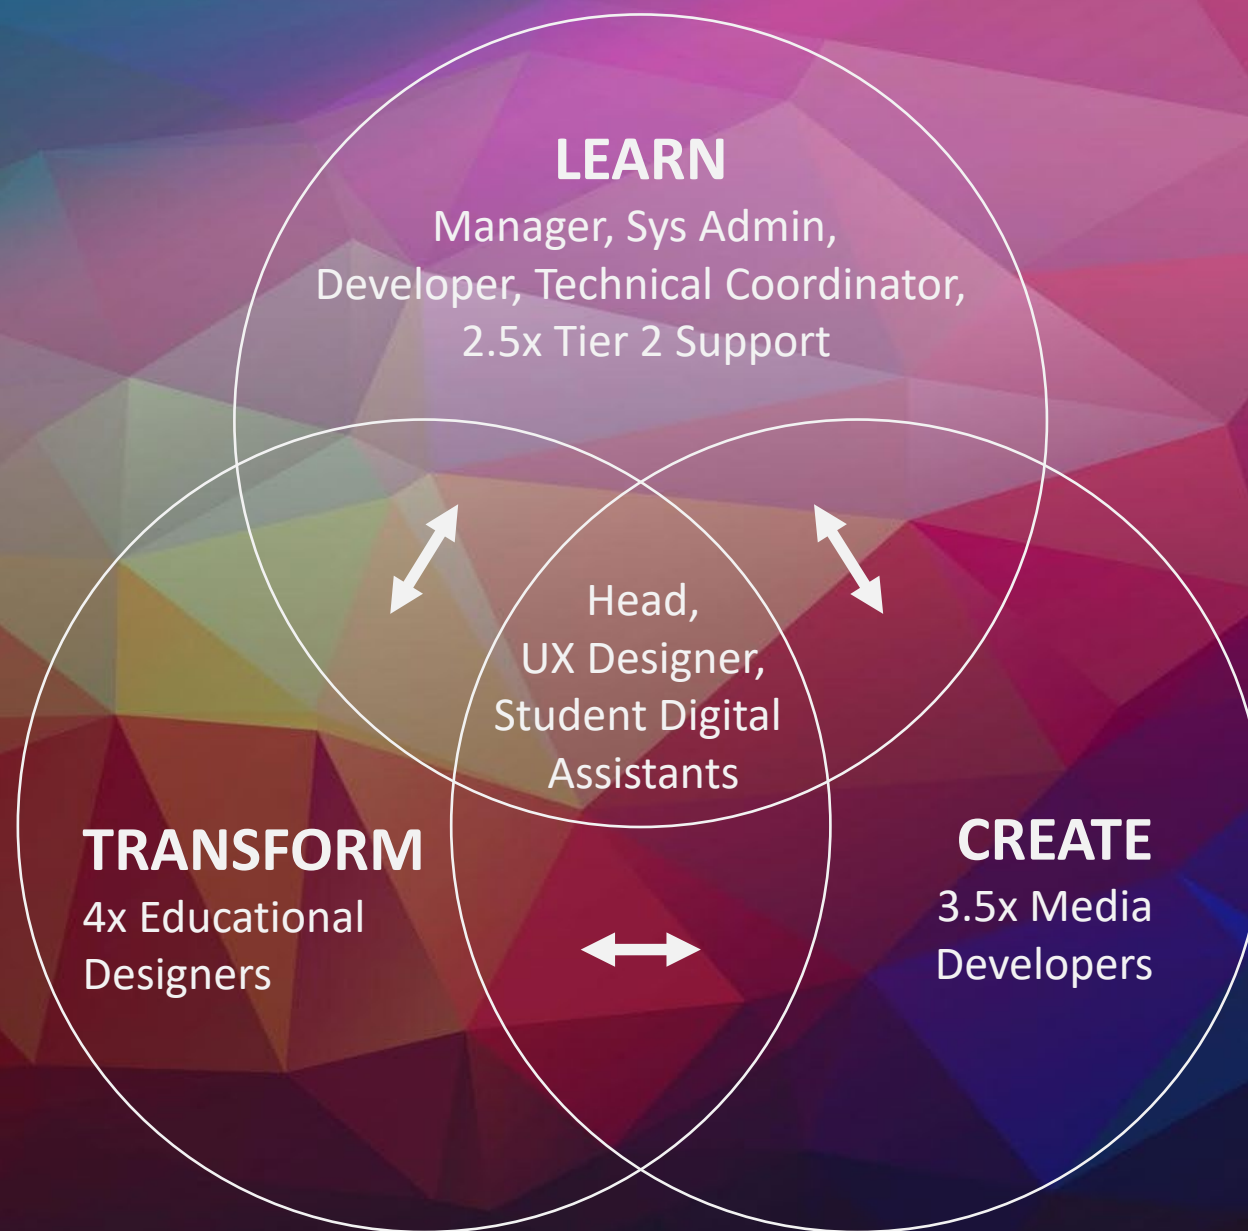 LEARN
Manager, Sys Admin,
Developer, Technical Coordinator,
2.5x Tier 2 Support
Head,
UX Designer,
Student Digital
Assistants
TRANSFORM
4x Educational
Designers
CREATE
3.5x Media
Developers